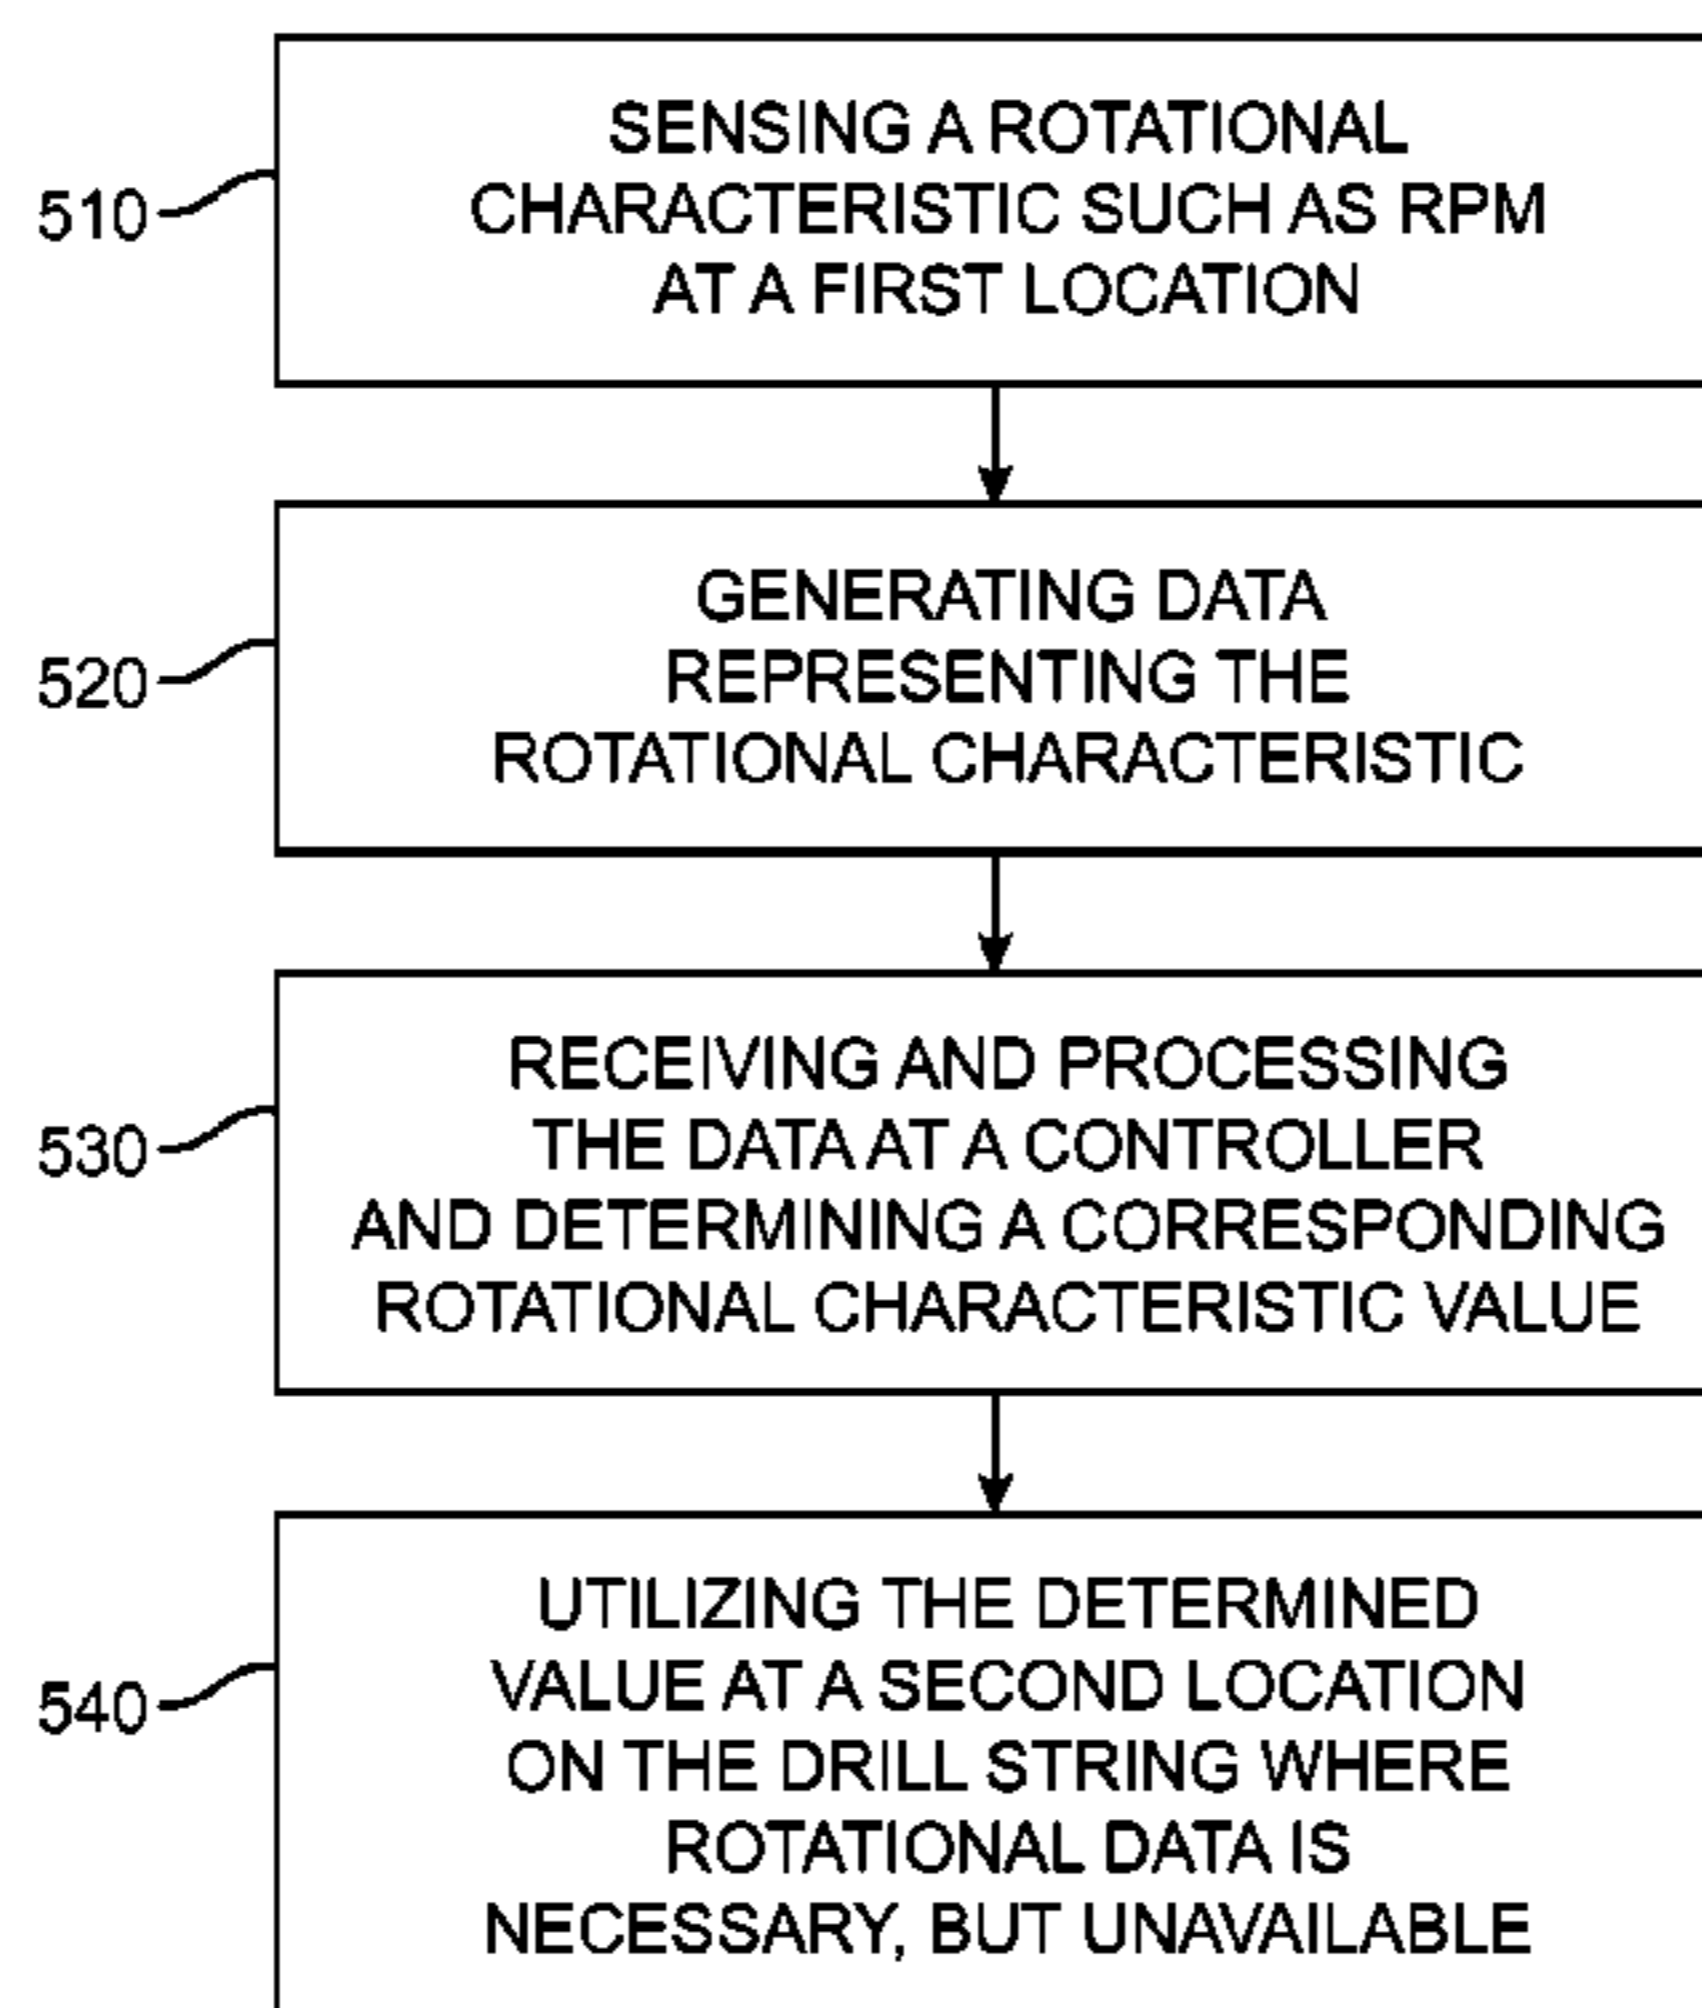 510
SENSING A ROTATIONAL
CHARACTERISTIC SUCH AS RPM
AT A FIRST LOCATION
520
GENERATING DATA
REPRESENTING THE
ROTATIONAL CHARACTERISTIC
530
RECEIVING AND PROCESSING
THE DATA AT A CONTROLLER
AND DETERMINING A CORRESPONDING
ROTATIONAL CHARACTERISTIC VALUE
540
UTILIZING THE DETERMINED
VALUE AT A SECOND LOCATION
ON THE DRILL STRING WHERE
ROTATIONAL DATA IS
NECESSARY, BUT UNAVAILABLE